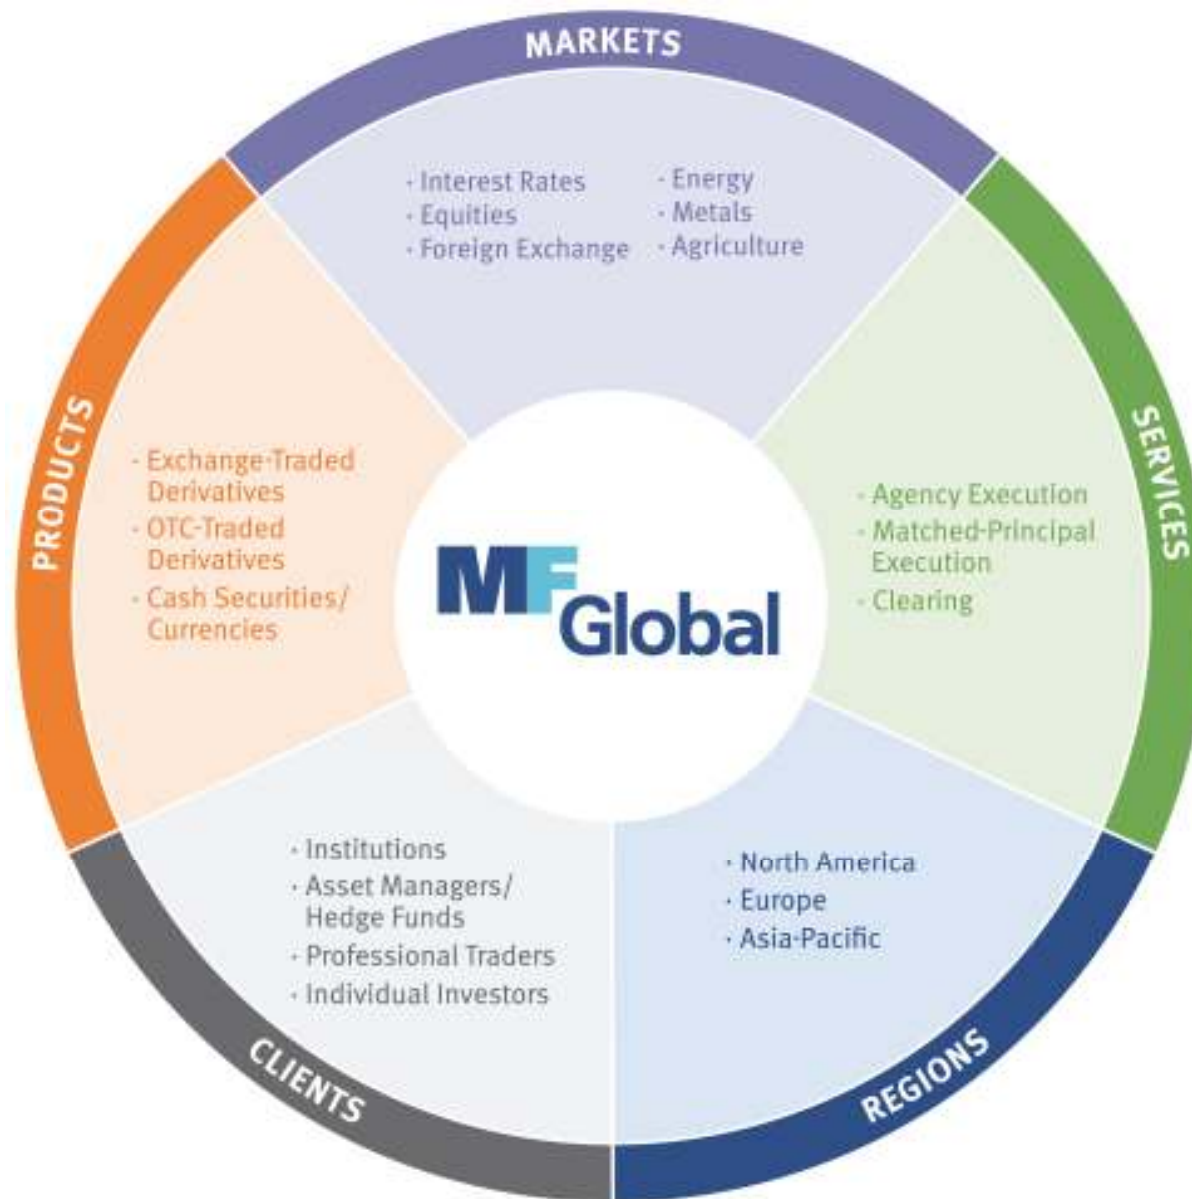 MARKETS
· Interest Rates
· Equities
· Foreign Exchange
· Energy
· Metals
· Agriculture
SERVICES
· Agency Execution
· Matched-Principal
Execution
· Clearing
REGIONS
· North America
· Europe
· Asia-Pacific
CLIENTS
· Institutions
· Asset Managers/
Hedge Funds
· Professional Traders
· Individual Investors
PRODUCTS
· Exchange-Traded
Derivatives
· OTC-Traded
Derivatives
· Cash Securities/
Currencies
MF
Global